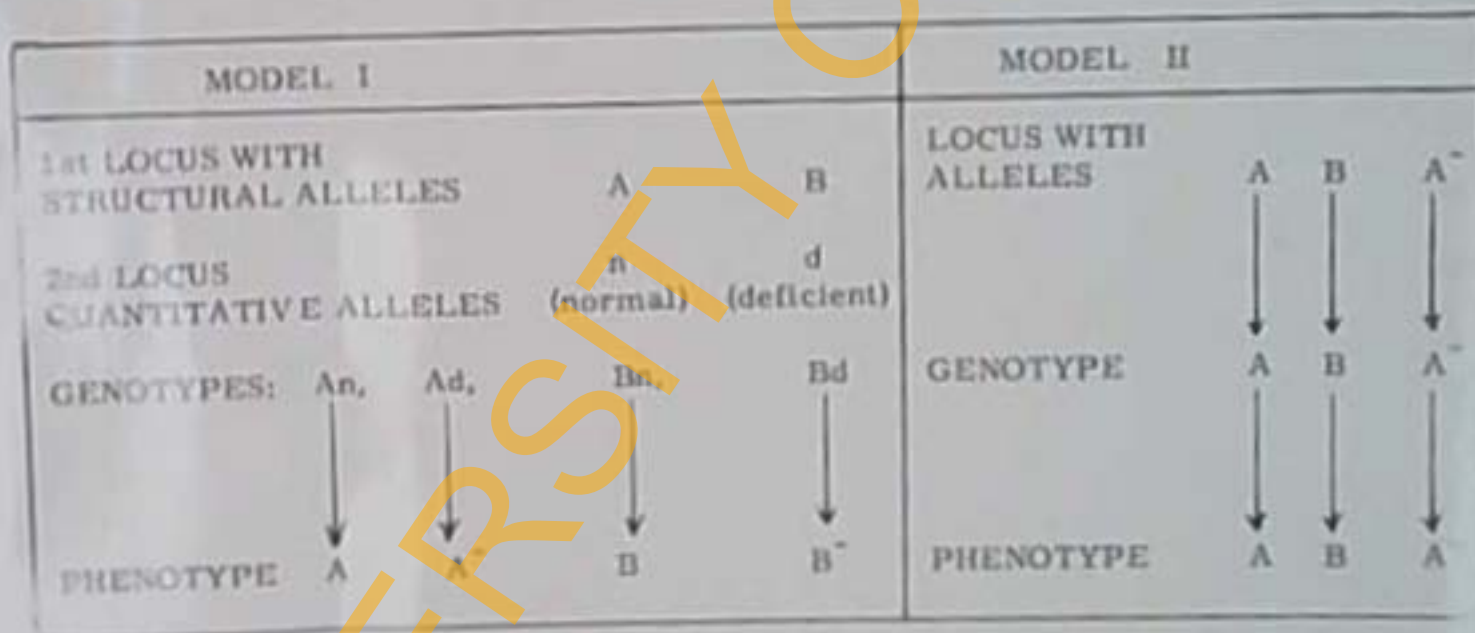 MODEL I
1st LOCUS WITH
STRUCTURAL ALLELES A B
2nd LOCUS n d
QUANTITATIVE ALLELES (normal) (deficient)
GENOTYPES: An, Ad, Bn, Bd
PHENOTYPE A A⁻ B B⁻
MODEL II
LOCUS WITH
ALLELES A B A⁻
GENOTYPE A B A⁻
PHENOTYPE A B A⁻
ERSITY O